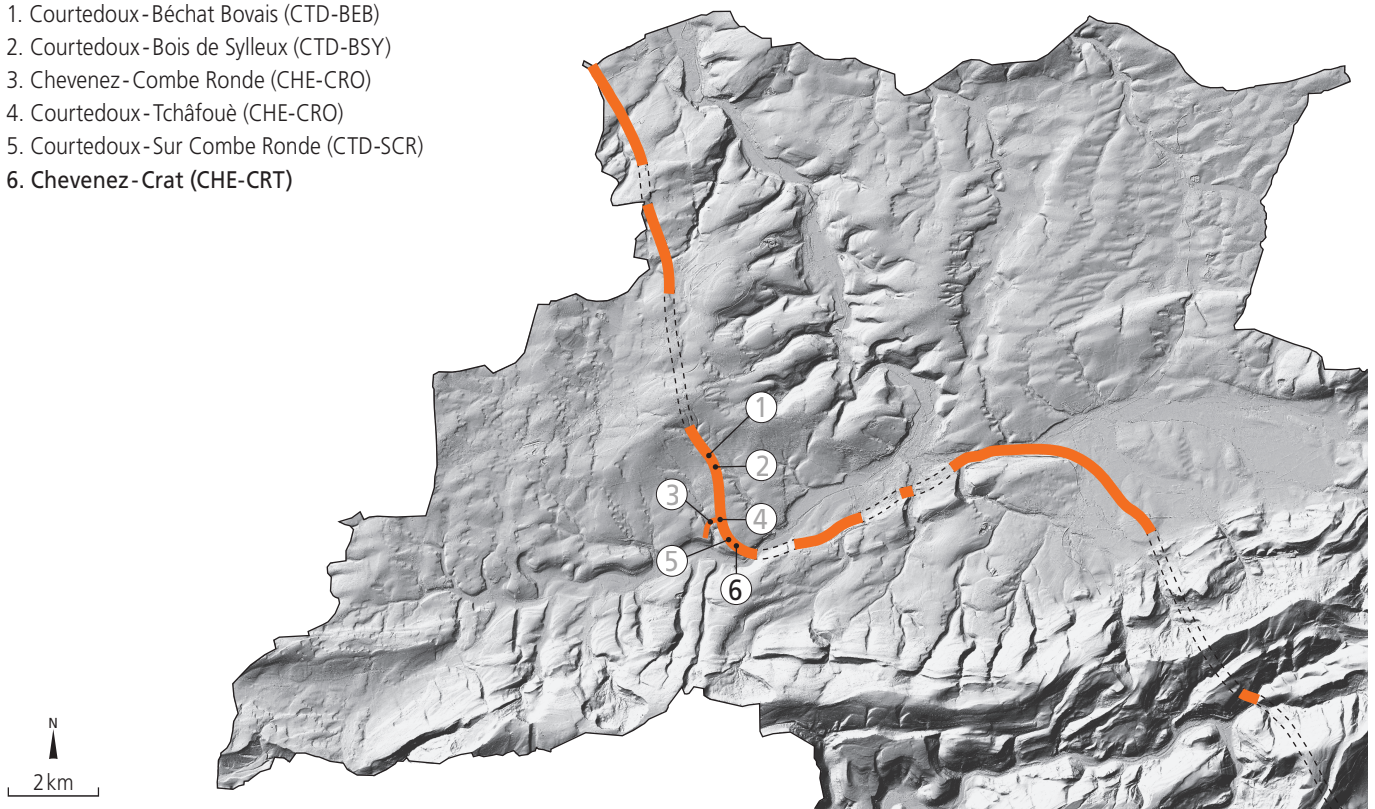 1. Courtedoux-Béchat Bovais (CTD-BEB)
2. Courtedoux-Bois de Sylleux (CTD-BSY)
3. Chevenez-Combe Ronde (CHE-CRO)
4. Courtedoux-Tchâfouè (CHE-CRO)
5. Courtedoux-Sur Combe Ronde (CTD-SCR)
6. Chevenez-Crat (CHE-CRT)
1
2
3
4
5
6
N
2 km